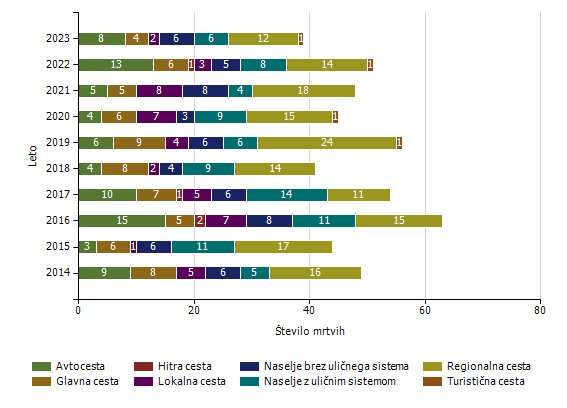 2023 8 4 2 6 6 12 1
2022 13 6 1 3 5 8 14 1
2021 5 5 8 8 4 18
2020 4 6 7 3 9 15 1
Leto
2019 6 9 4 6 6 24 1
2018 4 8 2 4 9 14
2017 10 7 1 5 6 14 11
2016 15 5 2 7 8 11 15
2015 3 6 1 6 11 17
2014 9 8 5 6 5 16
0 20 40 60 80
Število mrtvih
Avtocesta Hitra cesta Naselje brez uličnega sistema Regionalna cesta
Glavna cesta Lokalna cesta Naselje z uličnim sistemom Turistična cesta